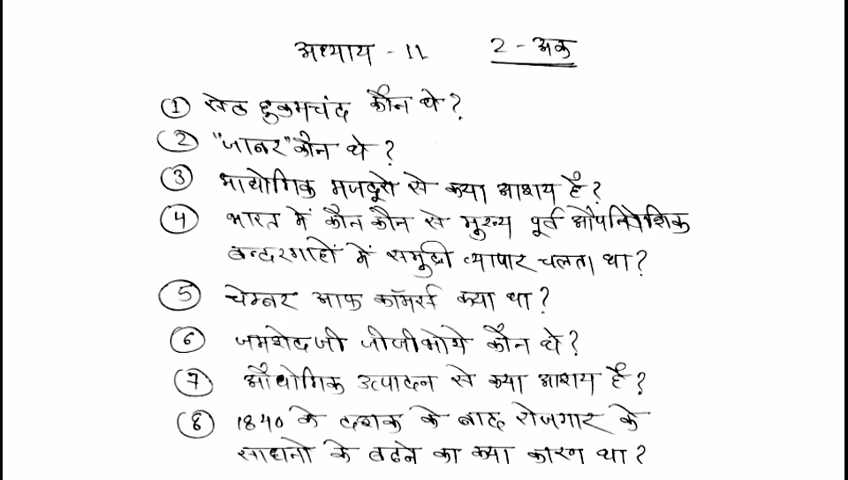 अध्याय - 11 2 - अंक
① सेठ हुकमचंद कौन थे?
② "जाबर" कौन थे?
③ औद्योगिक मजदूरो से क्या आशय है?
④ भारत में कौन कौन से मुख्य पूर्व औपनिवेशिक
बन्दरगाहों में समुद्री व्यापार चलता था?
⑤ चेम्बर आफ कॉमर्स क्या था?
⑥ जमशेदजी जीजीभोये कौन थे?
⑦ औद्योगिक उत्पादन से क्या आशय है?
⑧ 1840 के दशक के बाद रोजगार के
साधनो के बढने का क्या कारण था?